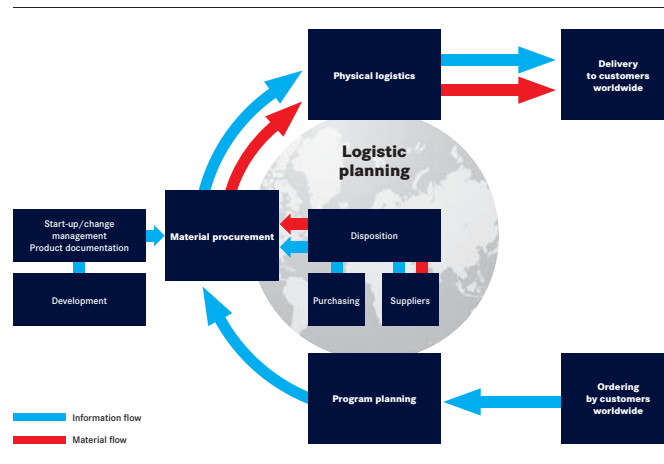 Physical logistics
Delivery
to customers
worldwide
Logistic
planning
Start-up/change
management
Product documentation
Material procurement
Disposition
Development
Purchasing
Suppliers
Program planning
Ordering
by customers
worldwide
Information flow
Material flow